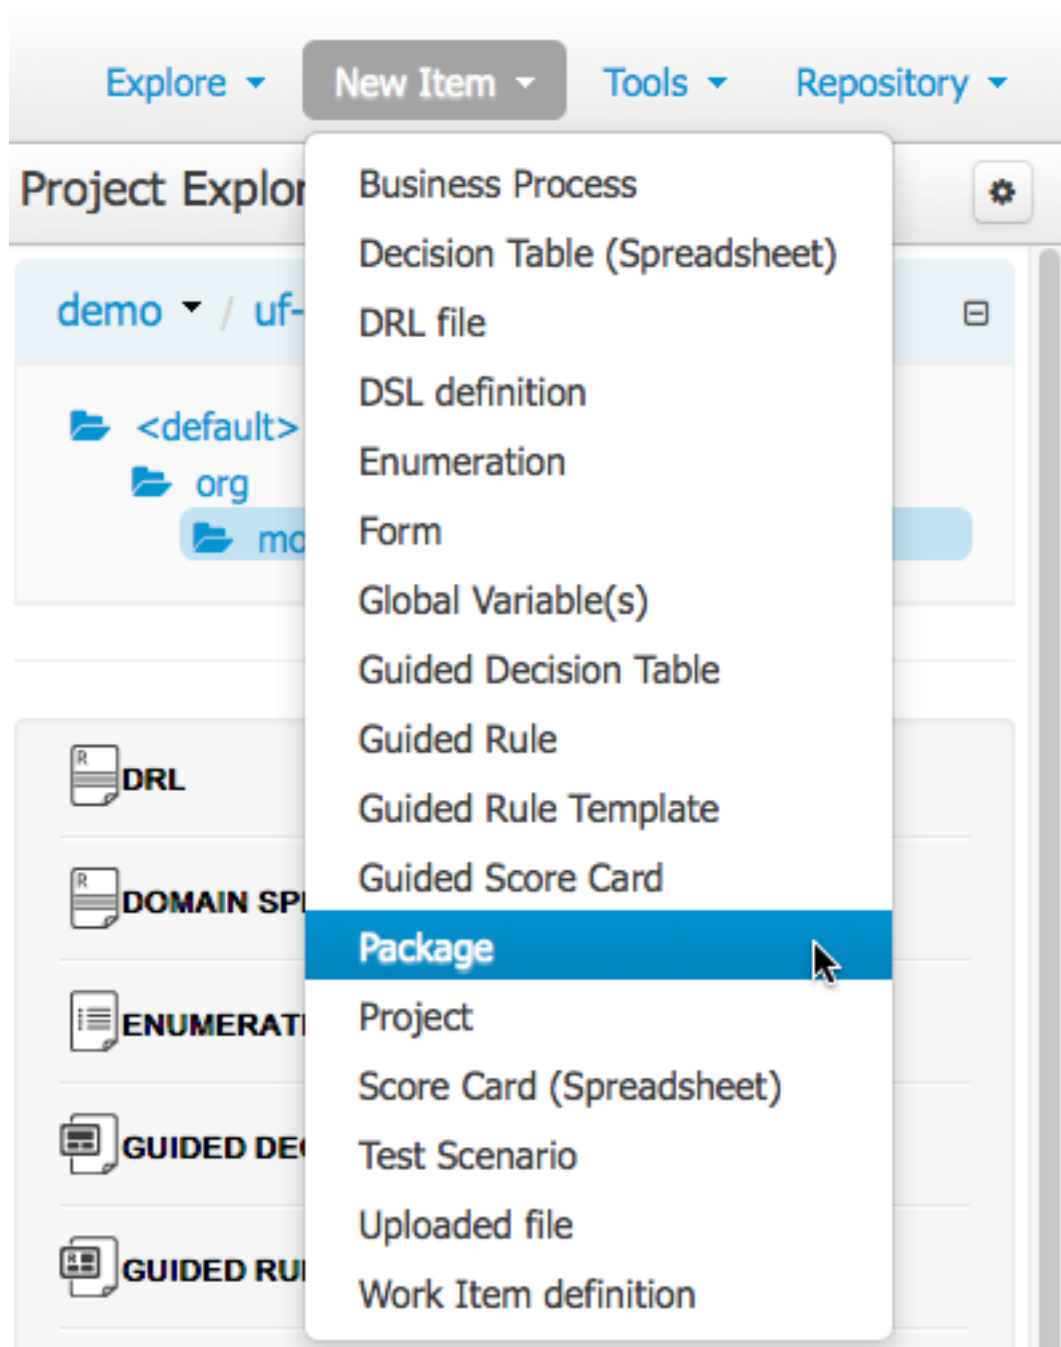 Explore
New Item
Tools
Repository
Project Explor
demo / uf-
<default>
org
mo
Business Process
Decision Table (Spreadsheet)
DRL file
DSL definition
Enumeration
Form
Global Variable(s)
Guided Decision Table
Guided Rule
Guided Rule Template
Guided Score Card
Package
Project
Score Card (Spreadsheet)
Test Scenario
Uploaded file
Work Item definition
DRL
DOMAIN SP
ENUMERATI
GUIDED DE
GUIDED RU